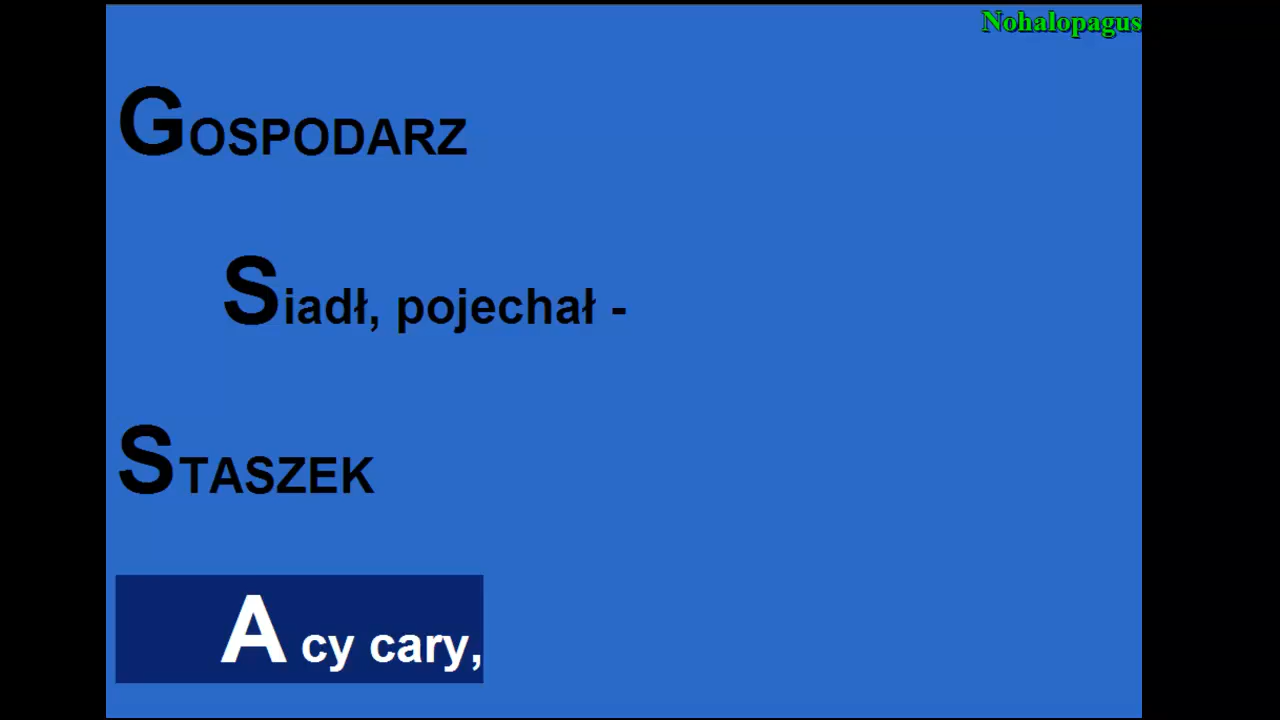 Nohalopagus
GOSPODARZ
Siadł, pojechał -
STASZEK
A cy cary,